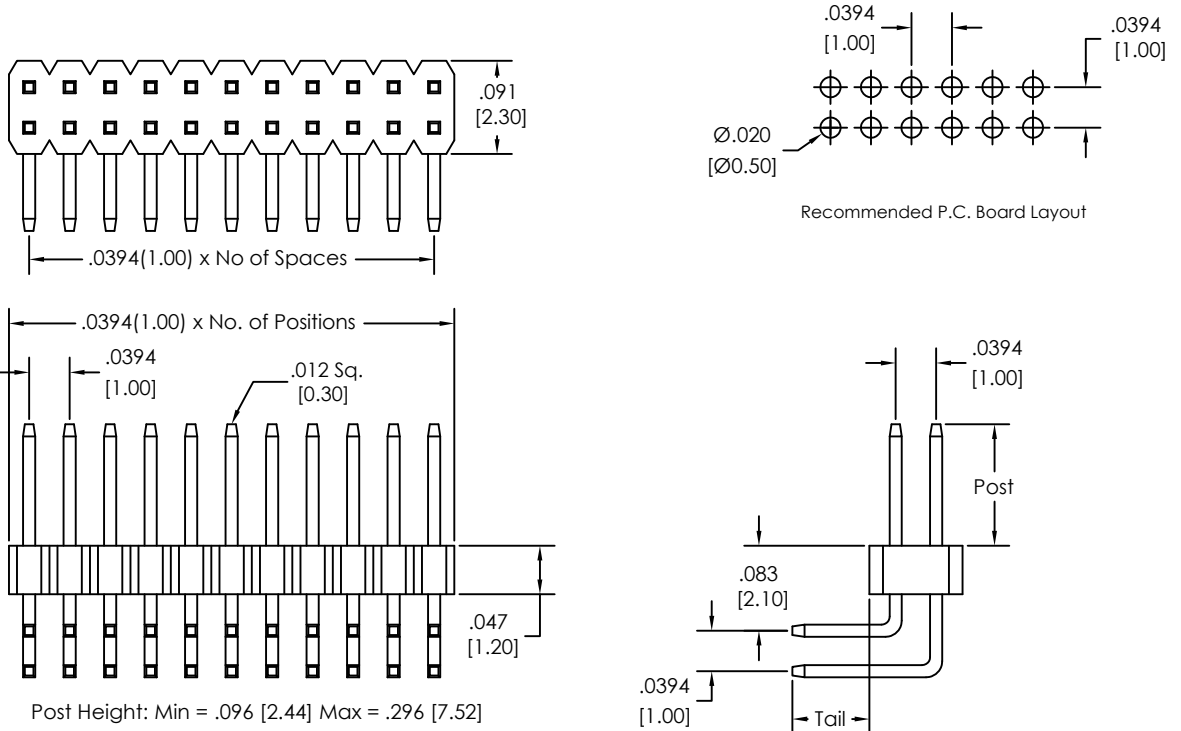 .091
[2.30]
.0394(1.00) x No of Spaces
.0394
[1.00]
.0394
[1.00]
Ø.020
[Ø0.50]
Recommended P.C. Board Layout
.0394(1.00) x No. of Positions
.0394
[1.00]
.012 Sq.
[0.30]
.047
[1.20]
Post Height: Min = .096 [2.44] Max = .296 [7.52]
.0394
[1.00]
Post
.083
[2.10]
.0394
[1.00]
Tail